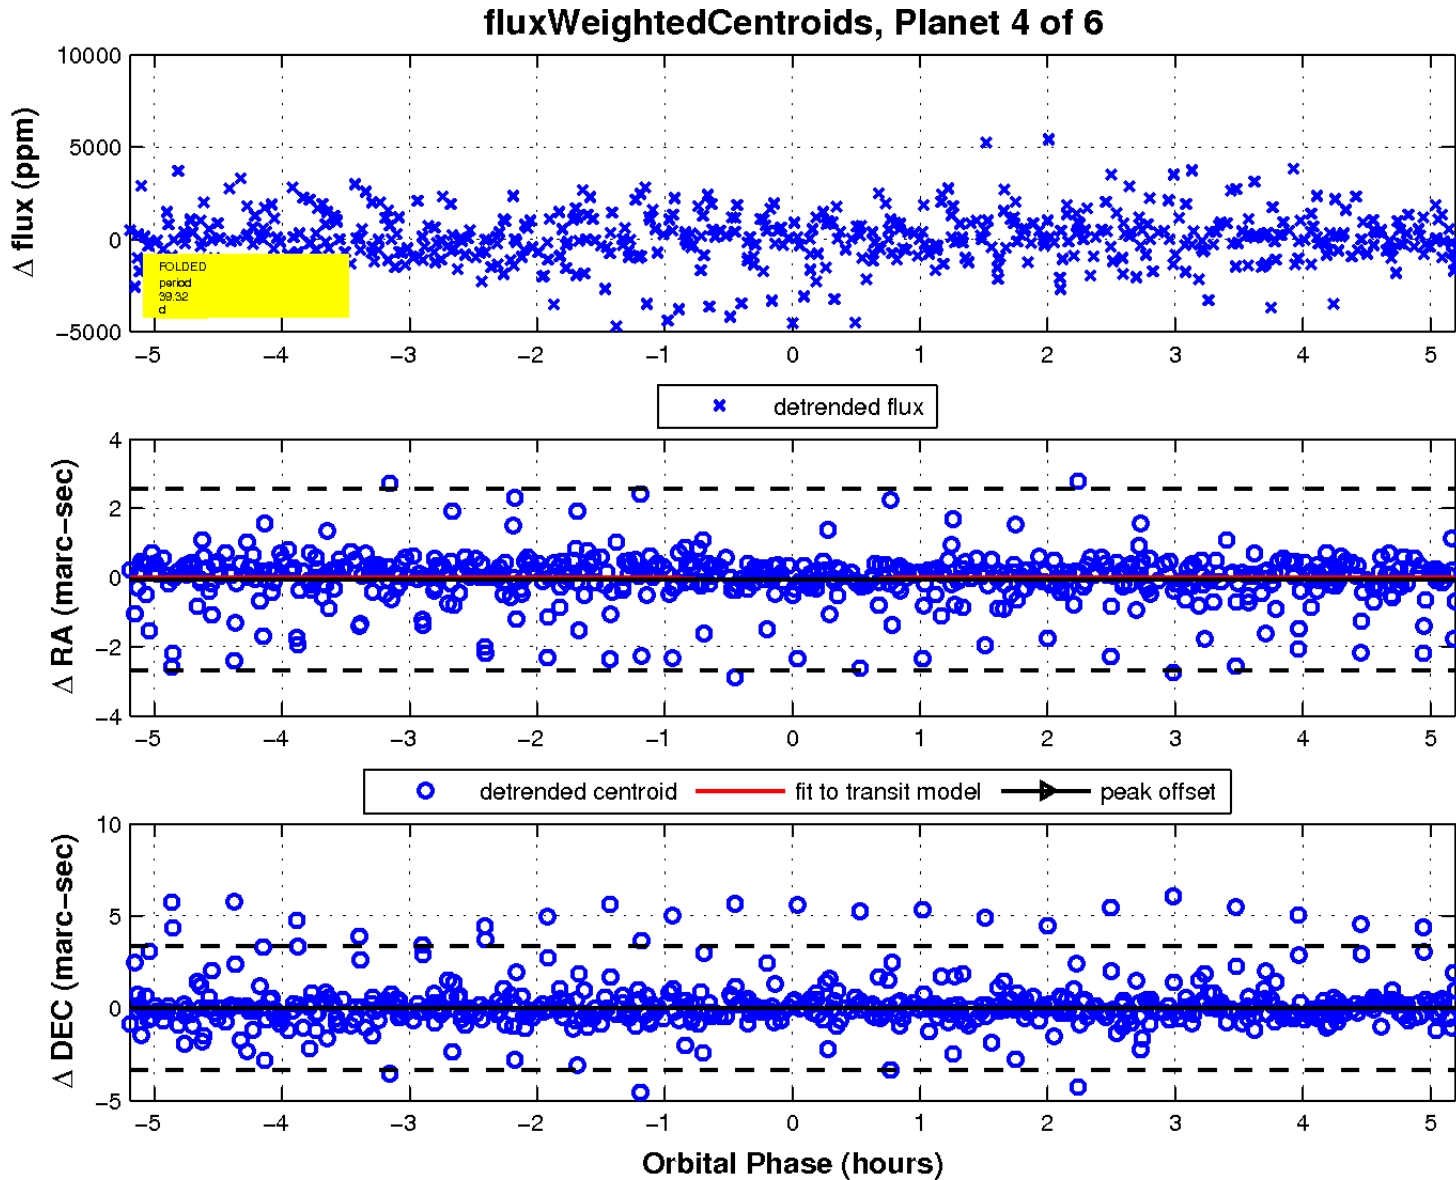 fluxWeightedCentroids, Planet 4 of 6
10000
5000
0
−5000
Δ flux (ppm)
FOLDED
period
39.32
d
−5 −4 −3 −2 −1 0 1 2 3 4 5
detrended flux
4
2
0
−2
−4
Δ RA (marc−sec)
−5 −4 −3 −2 −1 0 1 2 3 4 5
detrended centroid fit to transit model peak offset
10
5
0
−5
Δ DEC (marc−sec)
−5 −4 −3 −2 −1 0 1 2 3 4 5
Orbital Phase (hours)